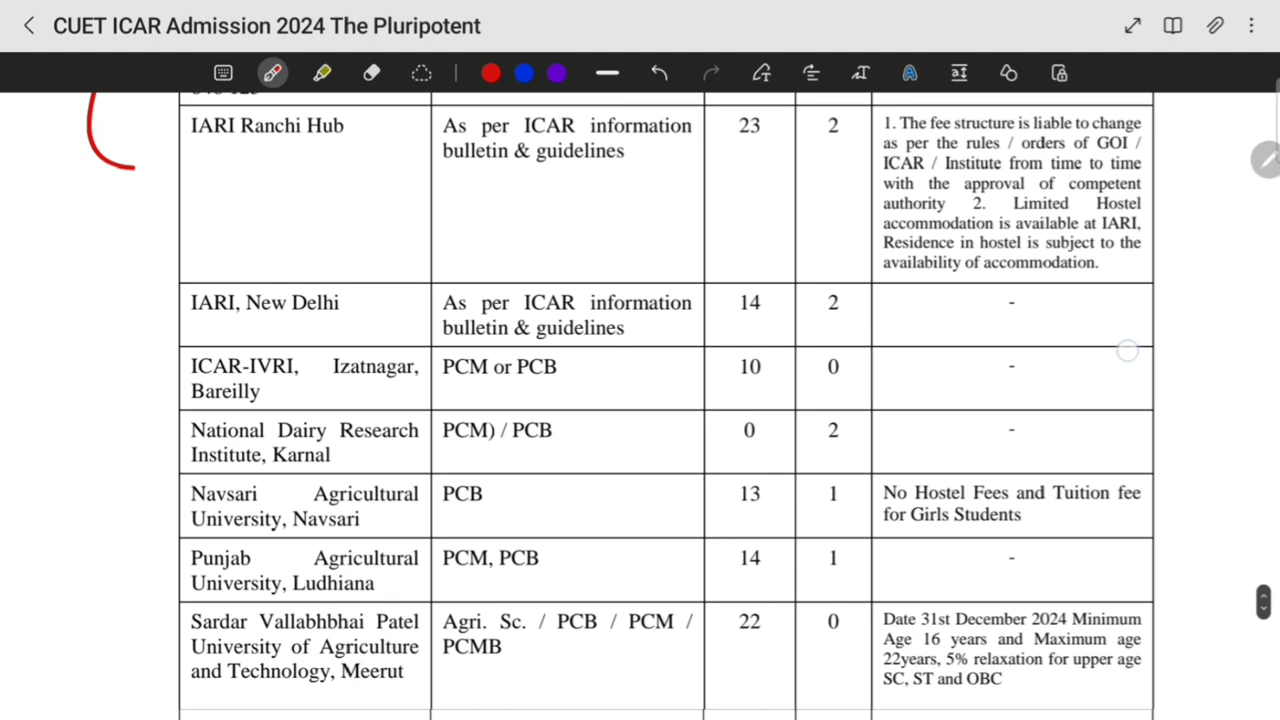 CUET ICAR Admission 2024 The Pluripotent
IARI Ranchi Hub
As per ICAR information
bulletin & guidelines
23
2
1. The fee structure is liable to change
as per the rules / orders of GOI /
ICAR / Institute from time to time
with the approval of competent
authority 2. Limited Hostel
accommodation is available at IARI,
Residence in hostel is subject to the
availability of accommodation.
IARI, New Delhi
As per ICAR information
bulletin & guidelines
14
2
-
ICAR-IVRI, Izatnagar,
Bareilly
PCM or PCB
10
0
-
National Dairy Research
Institute, Karnal
PCM) / PCB
0
2
-
Navsari Agricultural
University, Navsari
PCB
13
1
No Hostel Fees and Tuition fee
for Girls Students
Punjab Agricultural
University, Ludhiana
PCM, PCB
14
1
-
Sardar Vallabhbhai Patel
University of Agriculture
and Technology, Meerut
Agri. Sc. / PCB / PCM /
PCMB
22
0
Date 31st December 2024 Minimum
Age 16 years and Maximum age
22years, 5% relaxation for upper age
SC, ST and OBC